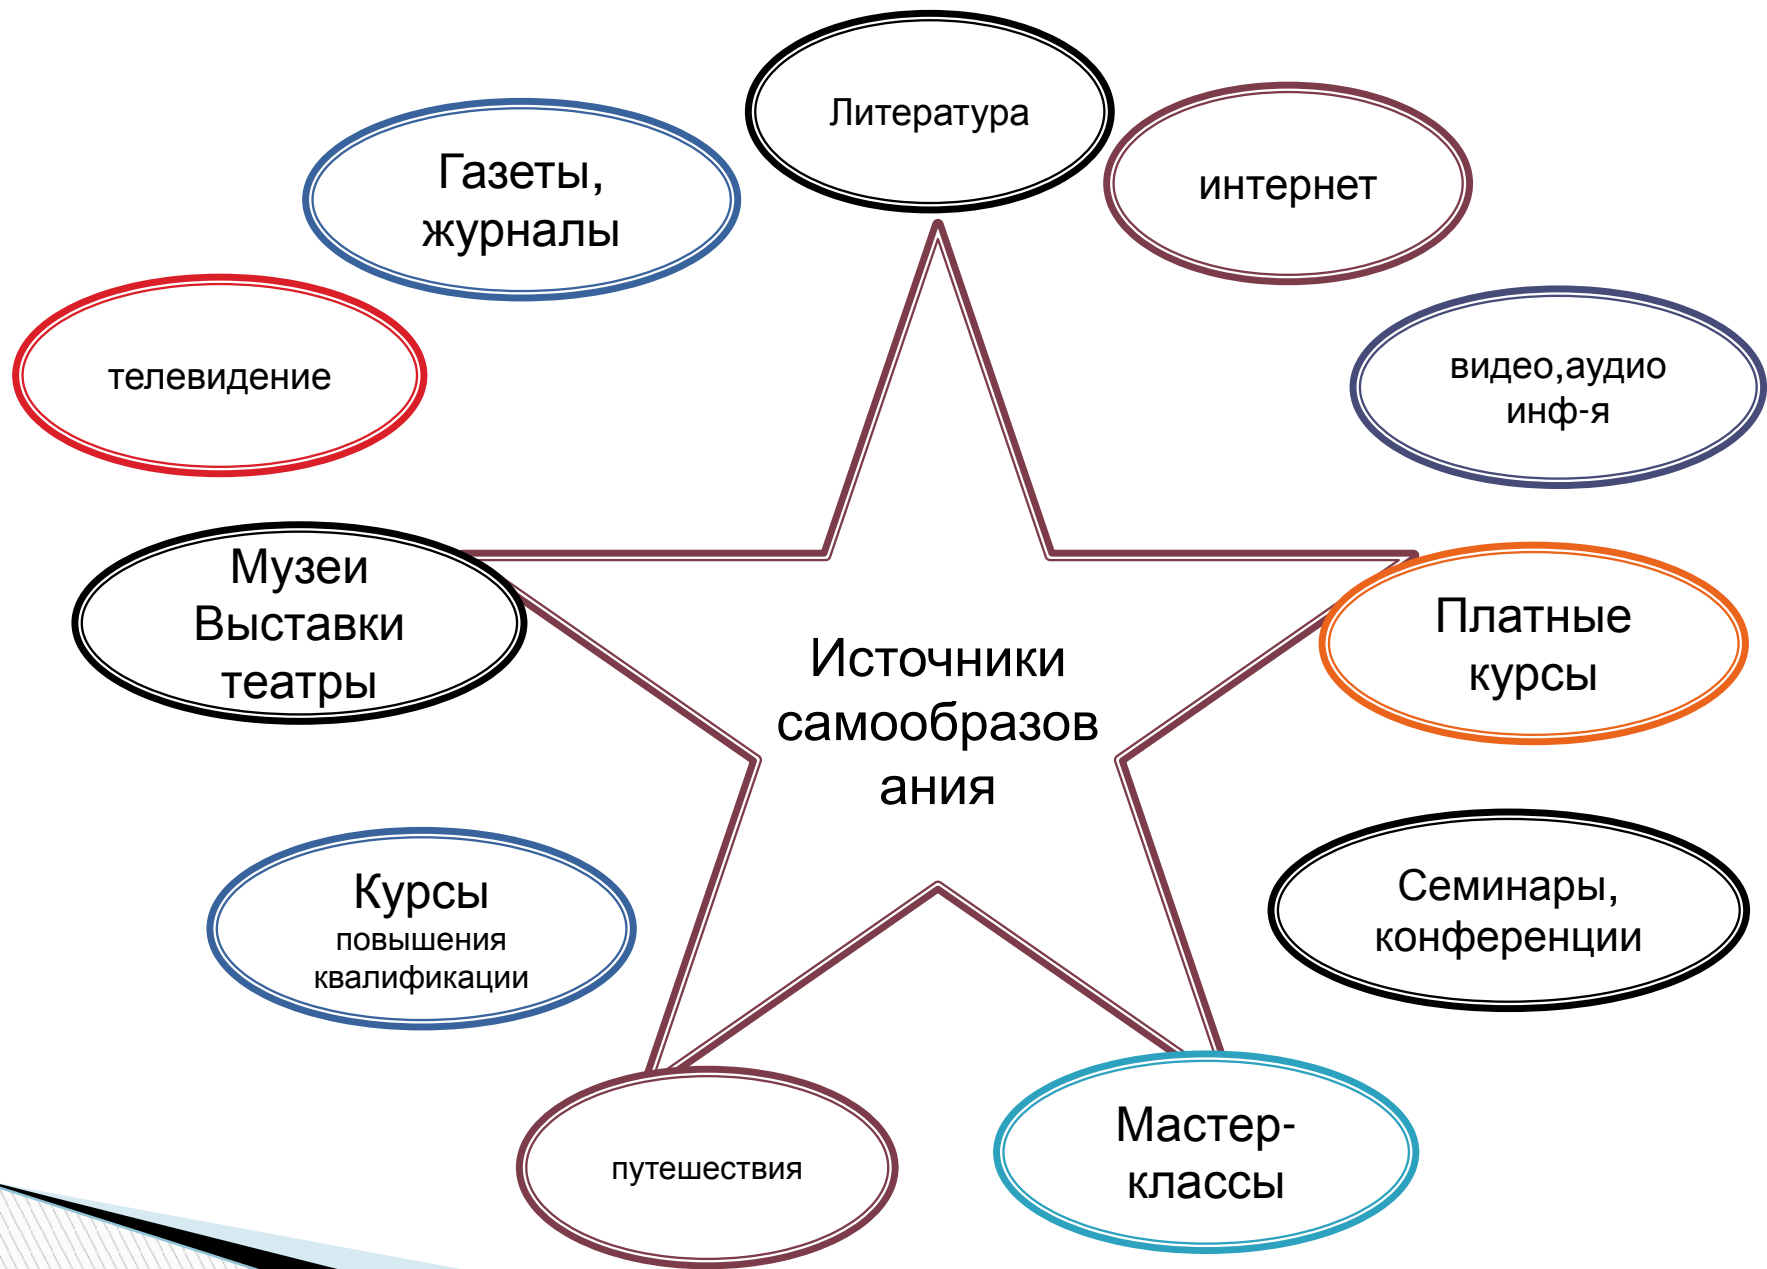 Литература
интернет
Газеты,
журналы
телевидение
видео,аудио
инф-я
Музеи
Выставки
театры
Источники
самообразов
ания
Платные
курсы
Курсы
повышения
квалификации
Семинары,
конференции
путешествия
Мастер-
классы